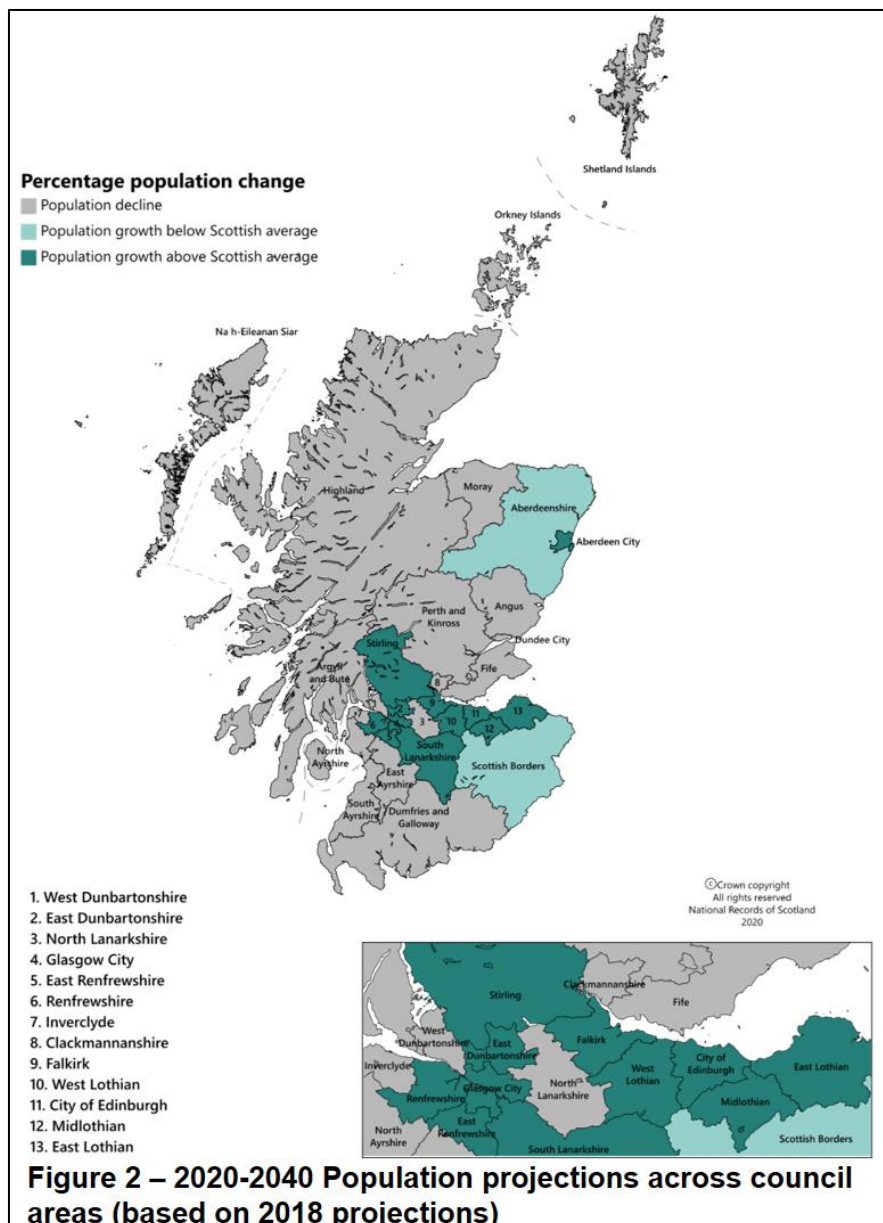 Shetland Islands
Percentage population change
Population decline
Population growth below Scottish average
Population growth above Scottish average
Orkney Islands
Na h-Eileanan Siar
Highland
Moray
Aberdeenshire
Aberdeen City
Perth and
Kinross
Angus
Dundee City
Stirling
Argyll
and Bute
Fife
8
9
1
2
13
11
10
12
7
6
4
3
5
North
Ayrshire
South
Lanarkshire
Scottish Borders
East
Ayrshire
South
Ayrshire
Dumfries and
Galloway
1. West Dunbartonshire
2. East Dunbartonshire
3. North Lanarkshire
4. Glasgow City
5. East Renfrewshire
6. Renfrewshire
7. Inverclyde
8. Clackmannanshire
9. Falkirk
10. West Lothian
11. City of Edinburgh
12. Midlothian
13. East Lothian
©Crown copyright
All rights reserved
National Records of Scotland
2020
Clackmannanshire
Stirling
Fife
West
Dunbartonshire
East
Dunbartonshire
Falkirk
City of
Edinburgh
East Lothian
Inverclyde
Glasgow City
North
Lanarkshire
West
Lothian
Renfrewshire
Midlothian
East
Renfrewshire
North
Ayrshire
South Lanarkshire
Scottish Borders
Figure 2 – 2020-2040 Population projections across council
areas (based on 2018 projections)